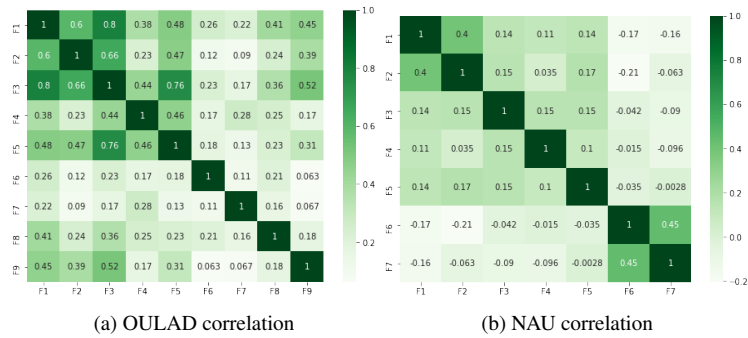 F1 1 0.6 0.8 0.38 0.48 0.26 0.22 0.41 0.45
F2 0.6 1 0.66 0.23 0.47 0.12 0.09 0.24 0.39
F3 0.8 0.66 1 0.44 0.76 0.23 0.17 0.36 0.52
F4 0.38 0.23 0.44 1 0.46 0.17 0.28 0.25 0.17
F5 0.48 0.47 0.76 0.46 1 0.18 0.13 0.23 0.31
F6 0.26 0.12 0.23 0.17 0.18 1 0.11 0.21 0.063
F7 0.22 0.09 0.17 0.28 0.13 0.11 1 0.16 0.067
F8 0.41 0.24 0.36 0.25 0.23 0.21 0.16 1 0.18
F9 0.45 0.39 0.52 0.17 0.31 0.063 0.067 0.18 1
F1 F2 F3 F4 F5 F6 F7 F8 F9
1.0
0.8
0.6
0.4
0.2
(a) OULAD correlation
F1 1 0.4 0.14 0.11 0.14 -0.17 -0.16
F2 0.4 1 0.15 0.035 0.17 -0.21 -0.063
F3 0.14 0.15 1 0.15 0.15 -0.042 -0.09
F4 0.11 0.035 0.15 1 0.1 -0.015 -0.096
F5 0.14 0.17 0.15 0.1 1 -0.035 -0.0028
F6 -0.17 -0.21 -0.042 -0.015 -0.035 1 0.45
F7 -0.16 -0.063 -0.09 -0.096 -0.0028 0.45 1
F1 F2 F3 F4 F5 F6 F7
1.0
0.8
0.6
0.4
0.2
0.0
−0.2
(b) NAU correlation